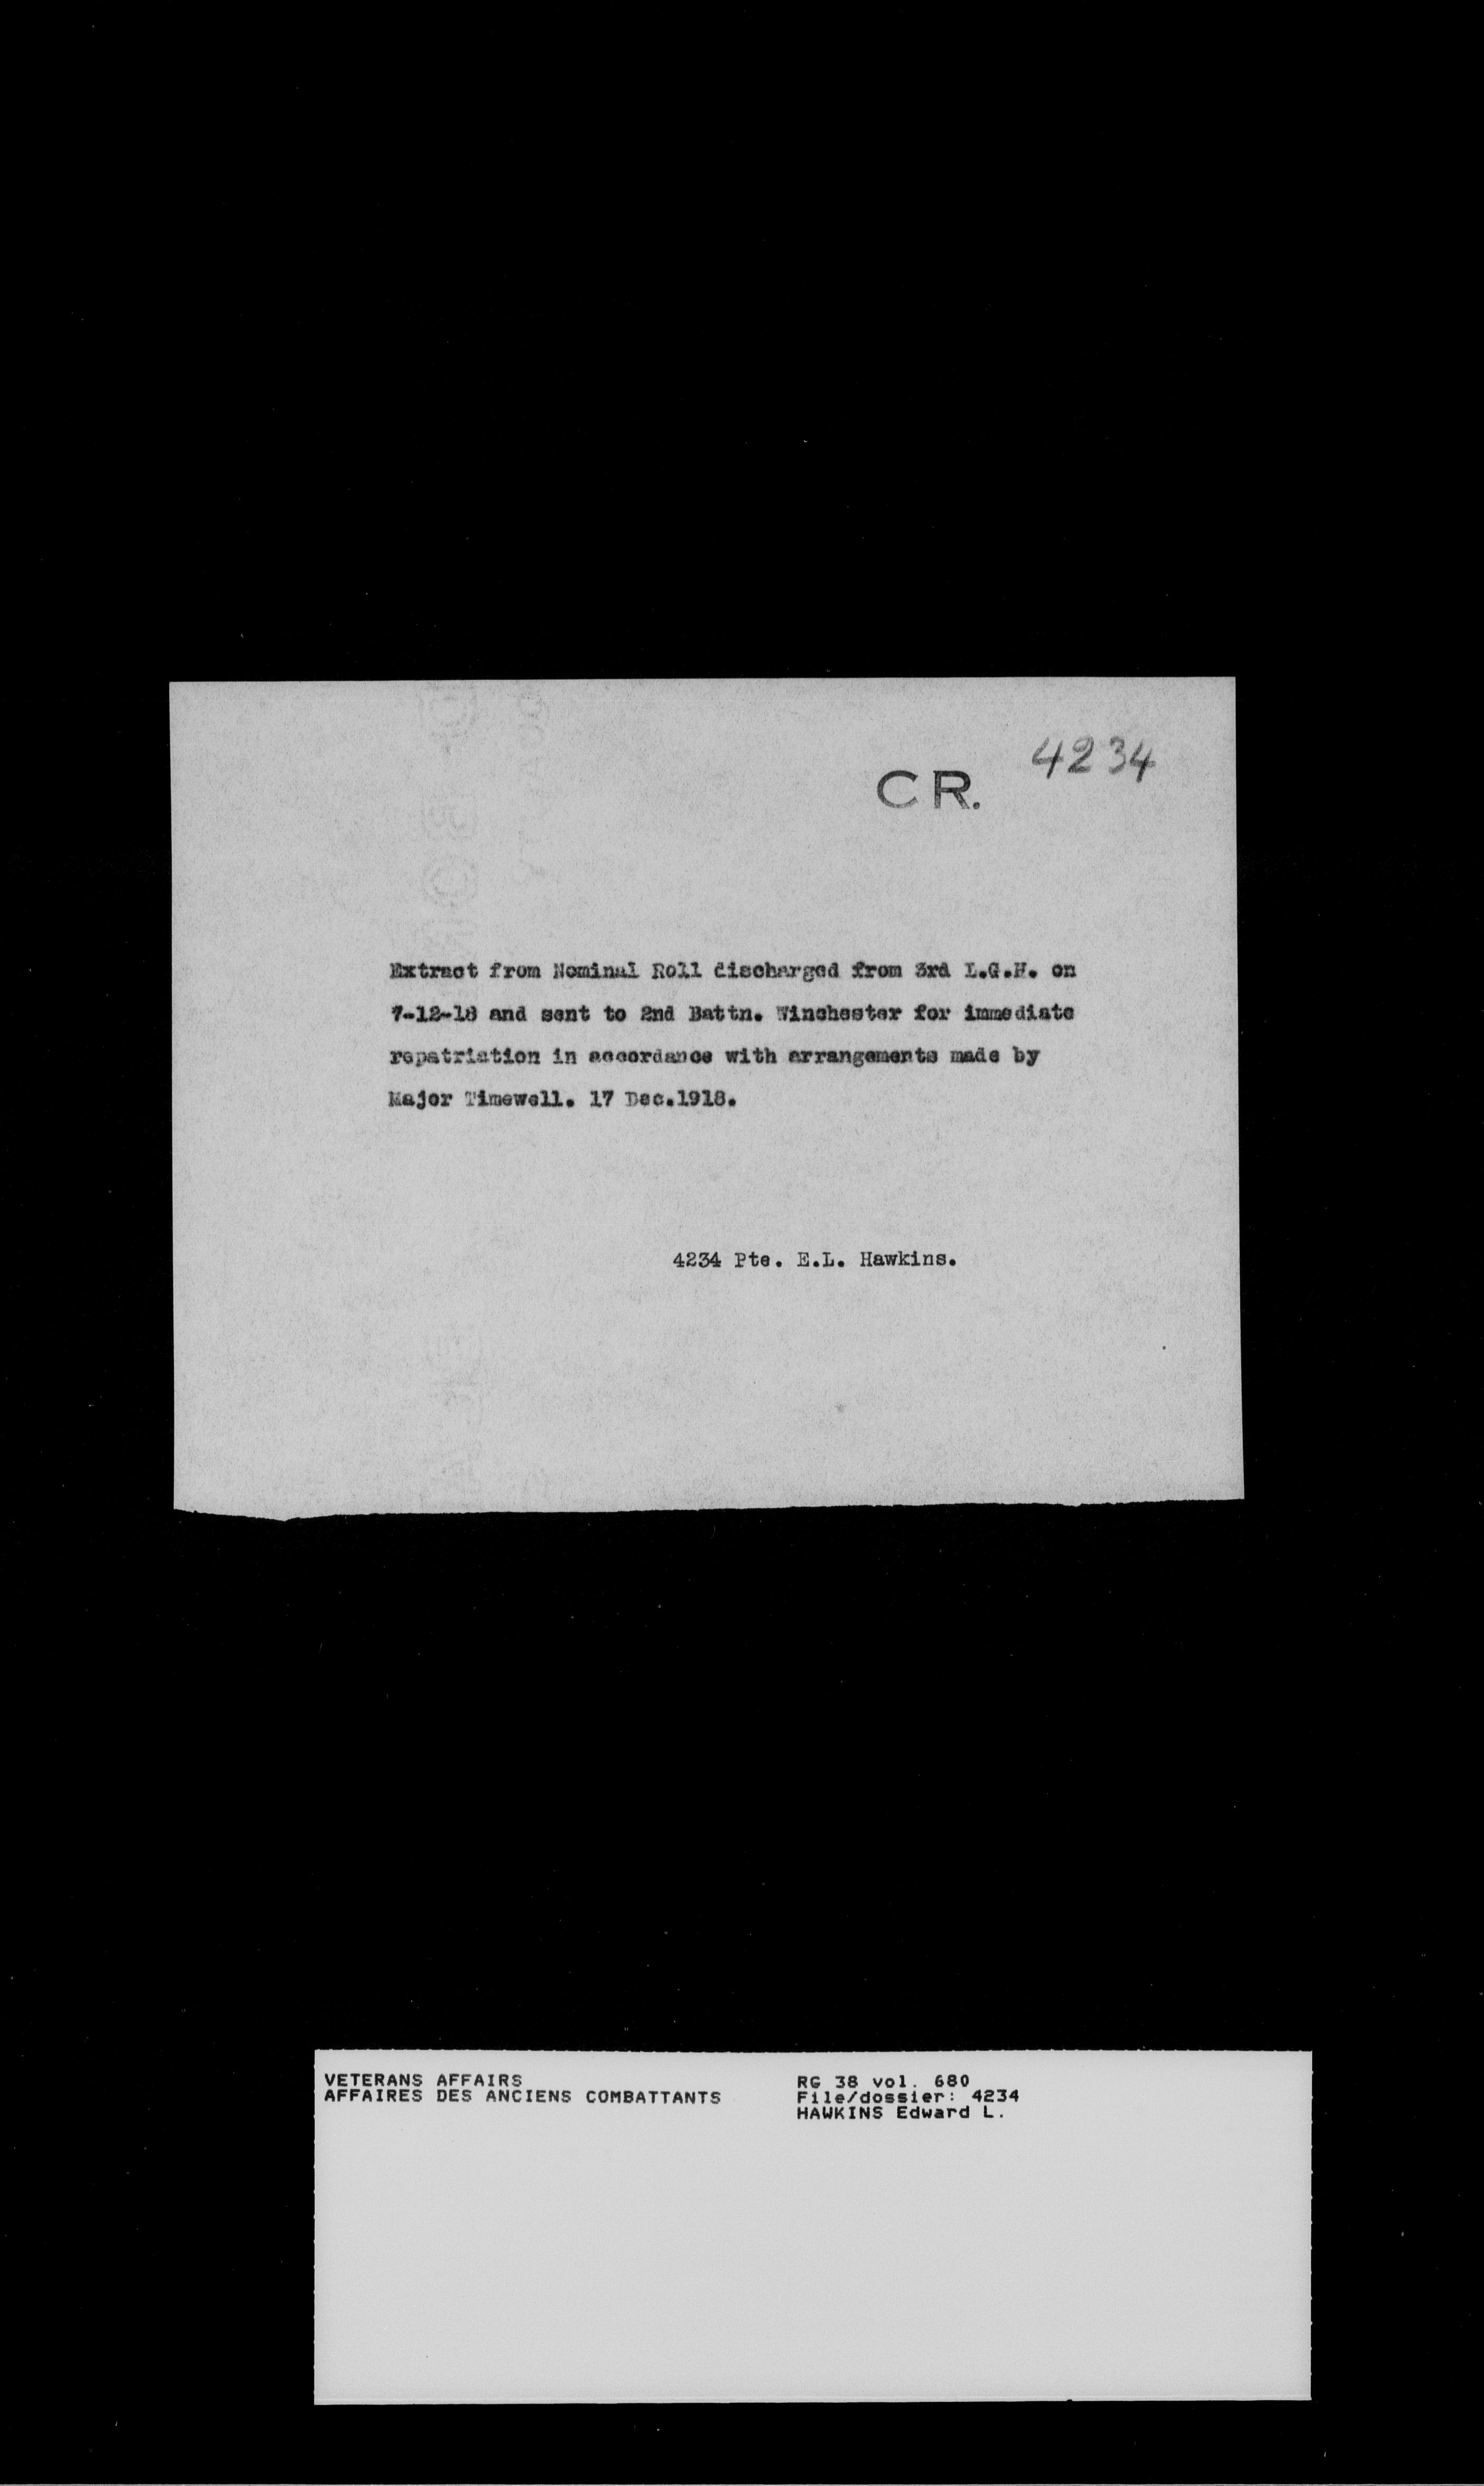 4234
CR.
Extract from Nominal Roll discharged from 3rd L.G.H. on
7-12-18 and sent to 2nd Battn. Winchester for immediate
repatriation in accordance with arrangements made by
Major Timewell. 17 Dec.1918.
4234 Pte. E.L. Hawkins.
VETERANS AFFAIRS
AFFAIRES DES ANCIENS COMBATTANTS
RG 38 vol. 680
File/dossier: 4234
HAWKINS Edward L.